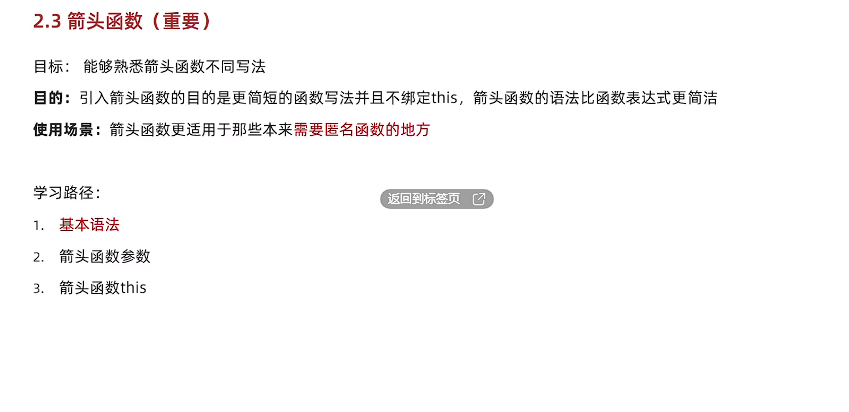 2.3 箭头函数（重要）
目标： 能够熟悉箭头函数不同写法
目的：引入箭头函数的目的是更简短的函数写法并且不绑定this，箭头函数的语法比函数表达式更简洁
使用场景：箭头函数更适用于那些本来需要匿名函数的地方
学习路径：
返回到标签页
1. 基本语法
2. 箭头函数参数
3. 箭头函数this